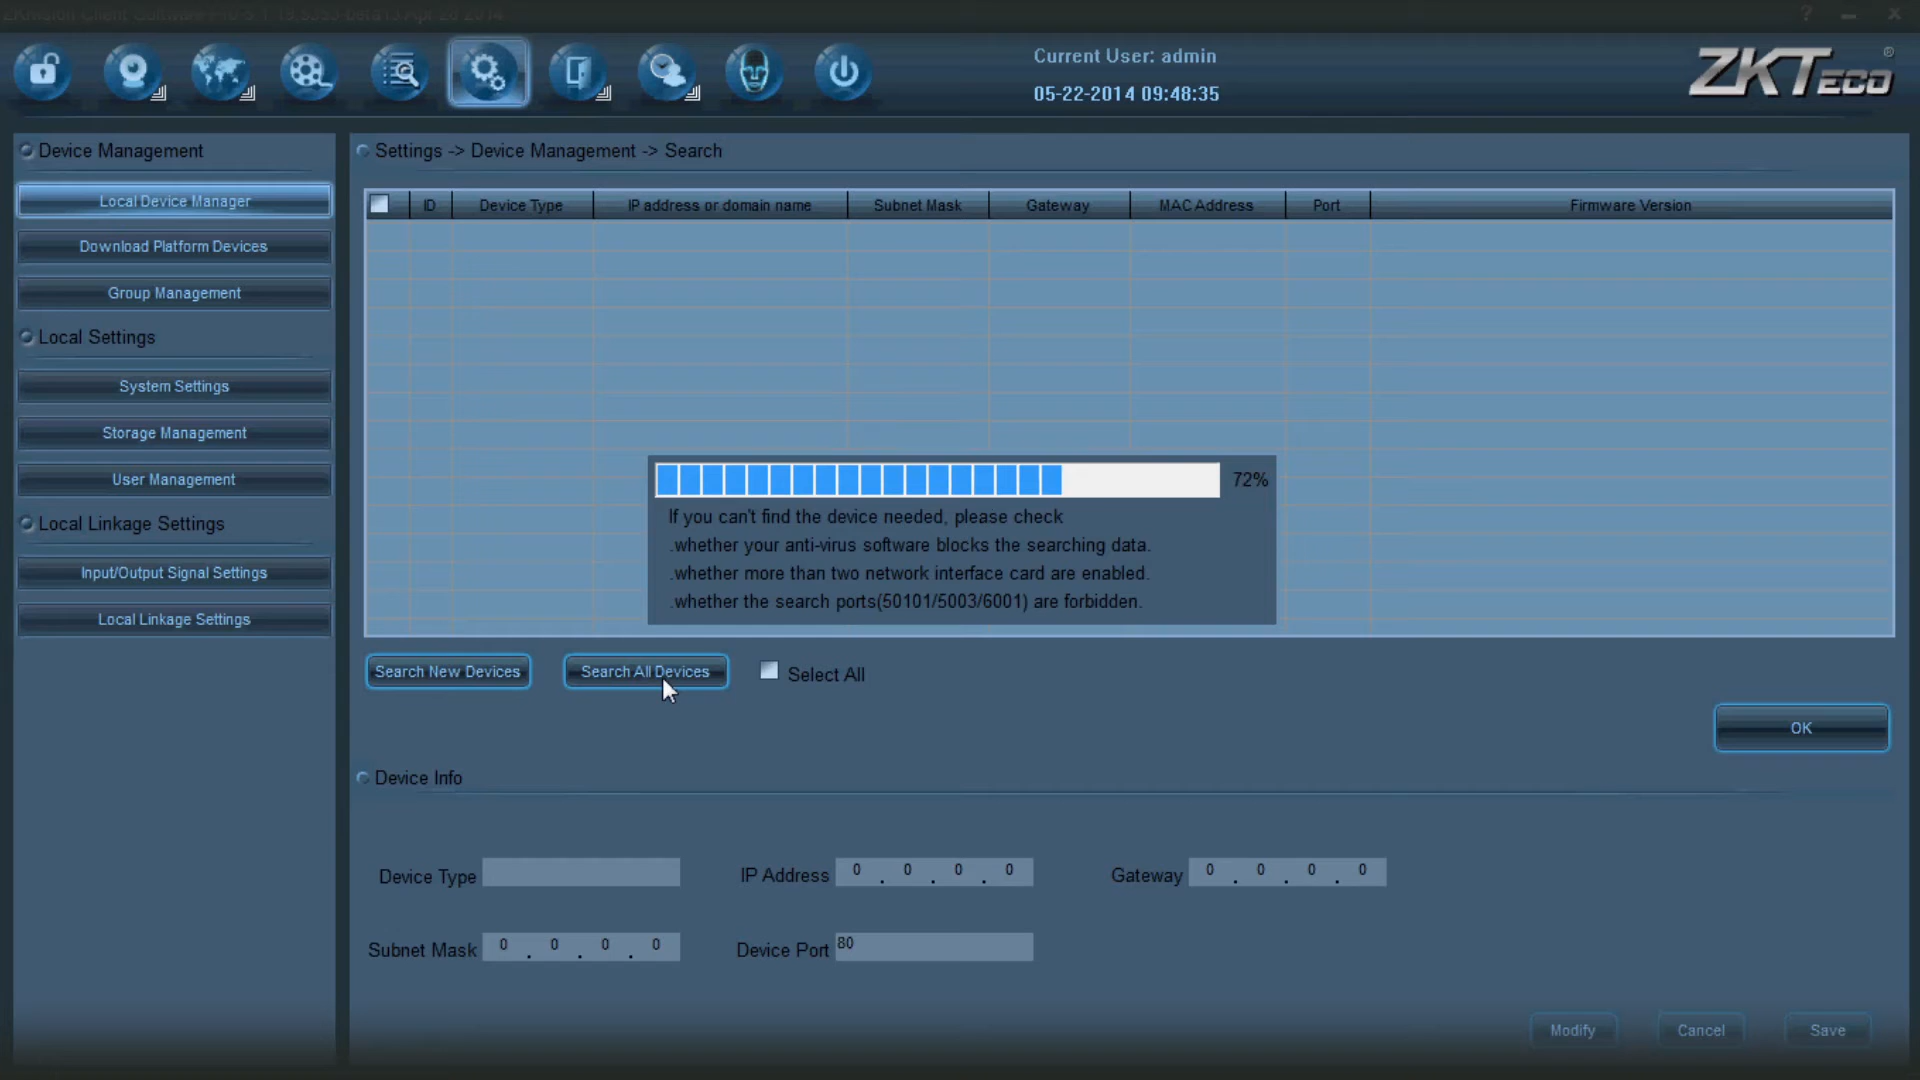 ZKiVision Client Software
Current User: admin
05-22-2014 09:48:35
ZKTECO ®
Device Management
Local Device Manager
Download Platform Devices
Group Management
Local Settings
System Settings
Storage Management
User Management
Local Linkage Settings
Input/Output Signal Settings
Local Linkage Settings
Settings -> Device Management -> Search
ID Device Type IP address or domain name Subnet Mask Gateway MAC Address Port Firmware Version
72%
If you can't find the device needed, please check
.whether your anti-virus software blocks the searching data.
.whether more than two network interface card are enabled.
.whether the search ports(50101/5003/6001) are forbidden.
Search New Devices Search All Devices Select All
OK
Device Info
Device Type IP Address 0 . 0 . 0 . 0 Gateway 0 . 0 . 0 . 0
Subnet Mask 0 . 0 . 0 . 0 Device Port 80
Modify Cancel Save